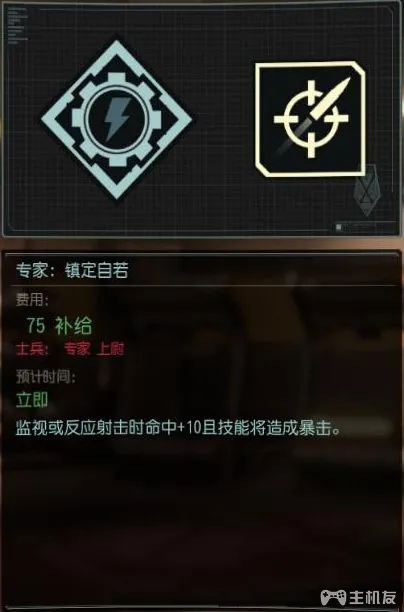 专家：镇定自若
费用：
75 补给
士兵： 专家 上尉
预计时间：
立即
监视或反应射击时命中+10且技能将造成暴击。
主机友